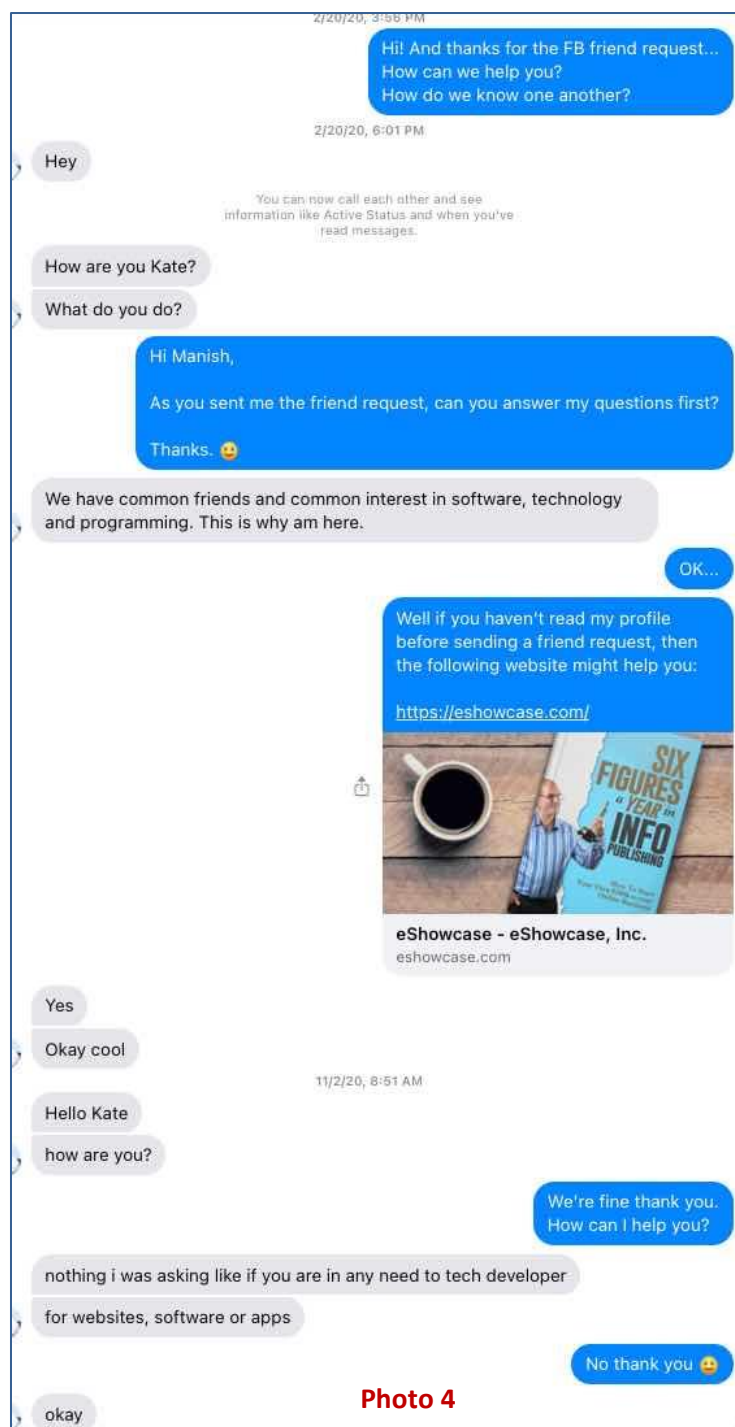 2/20/20, 3:56 PM
Hi! And thanks for the FB friend request...
How can we help you?
How do we know one another?
2/20/20, 6:01 PM
Hey
You can now call each other and see
information like Active Status and when you've
read messages.
How are you Kate?
What do you do?
Hi Manish,
As you sent me the friend request, can you answer my questions first?
Thanks. 😃
We have common friends and common interest in software, technology
and programming. This is why am here.
OK...
Well if you haven't read my profile
before sending a friend request, then
the following website might help you:
https://eshowcase.com/
SIX
FIGURES
a YEAR in
INFO
PUBLISHING
How To Start
Online Business
eShowcase - eShowcase, Inc.
eshowcase.com
Yes
Okay cool
11/2/20, 8:51 AM
Hello Kate
how are you?
We're fine thank you.
How can I help you?
nothing i was asking like if you are in any need to tech developer
for websites, software or apps
No thank you 😃
Photo 4
okay